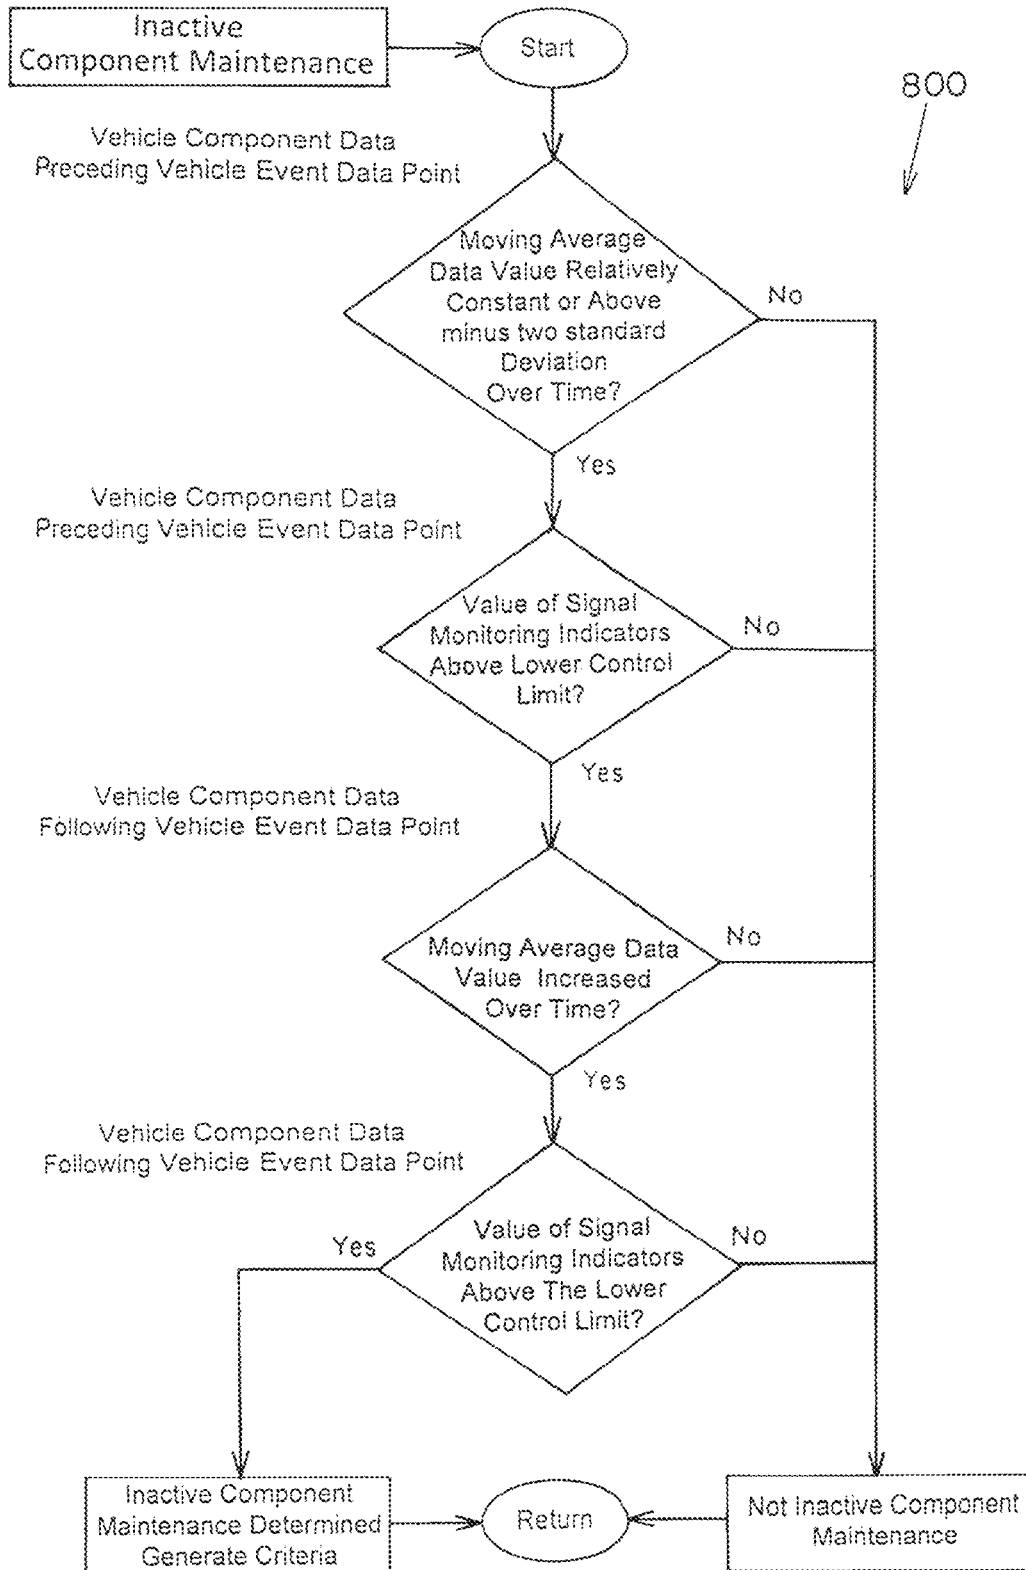 Inactive
Component Maintenance
Start
800
Vehicle Component Data
Preceding Vehicle Event Data Point
Moving Average
Data Value Relatively
Constant or Above
minus two standard
Deviation
Over Time?
No
Yes
Vehicle Component Data
Preceding Vehicle Event Data Point
Value of Signal
Monitoring Indicators
Above Lower Control
Limit?
No
Yes
Vehicle Component Data
Following Vehicle Event Data Point
Moving Average Data
Value Increased
Over Time?
No
Yes
Vehicle Component Data
Following Vehicle Event Data Point
Value of Signal
Monitoring Indicators
Above The Lower
Control Limit?
Yes
No
Inactive Component
Maintenance Determined
Generate Criteria
Return
Not Inactive Component
Maintenance